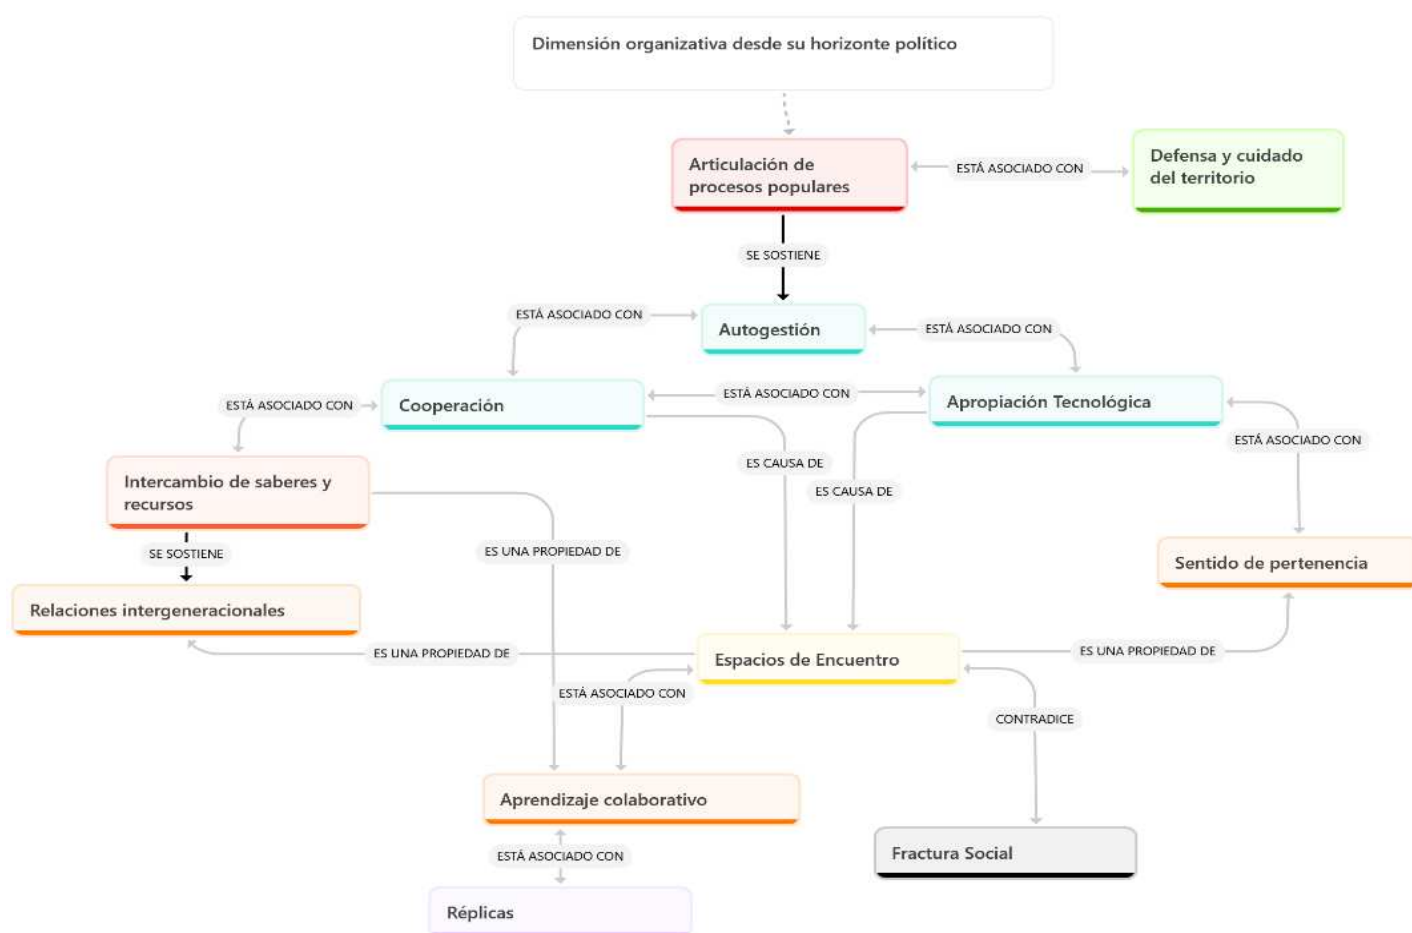 Dimensión organizativa desde su horizonte político
Articulación de
procesos populares
ESTÁ ASOCIADO CON
Defensa y cuidado
del territorio
SE SOSTIENE
ESTÁ ASOCIADO CON
Autogestión
ESTÁ ASOCIADO CON
ESTÁ ASOCIADO CON
Cooperación
ESTÁ ASOCIADO CON
Apropiación Tecnológica
ESTÁ ASOCIADO CON
ES CAUSA DE
ES CAUSA DE
Intercambio de saberes y
recursos
SE SOSTIENE
ES UNA PROPIEDAD DE
Sentido de pertenencia
Relaciones intergeneracionales
ES UNA PROPIEDAD DE
Espacios de Encuentro
ES UNA PROPIEDAD DE
ESTÁ ASOCIADO CON
CONTRADICE
Aprendizaje colaborativo
ESTÁ ASOCIADO CON
Fractura Social
Réplicas